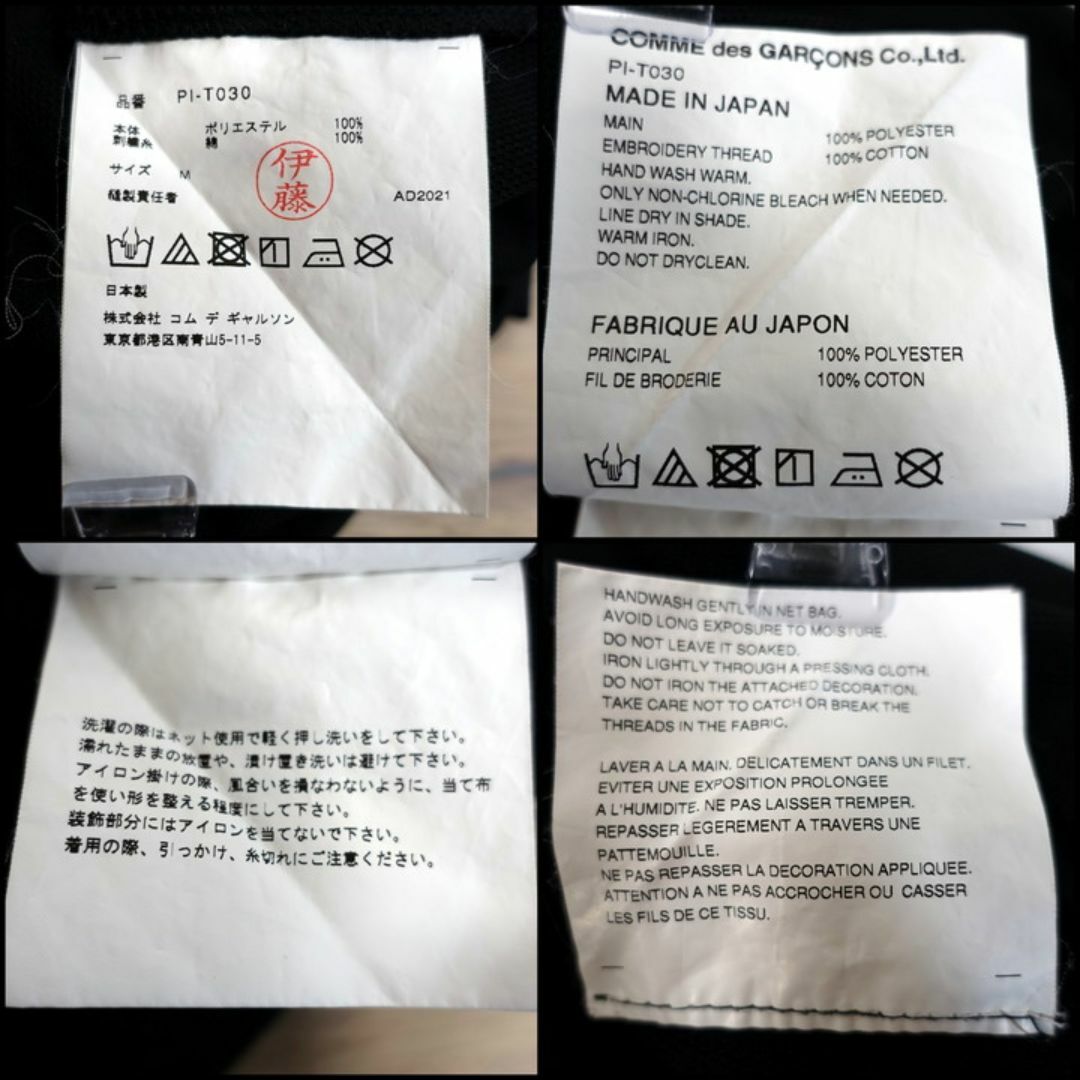 品番 PI-T030
本体 ポリエステル 100%
刺繍糸 綿 100%
サイズ M
伊藤
縫製責任者 AD2021
日本製
株式会社 コム デ ギャルソン
東京都港区南青山5-11-5
COMME des GARÇONS Co.,Ltd.
PI-T030
MADE IN JAPAN
MAIN 100% POLYESTER
EMBROIDERY THREAD 100% COTTON
HAND WASH WARM.
ONLY NON-CHLORINE BLEACH WHEN NEEDED.
LINE DRY IN SHADE.
WARM IRON.
DO NOT DRYCLEAN.
FABRIQUE AU JAPON
PRINCIPAL 100% POLYESTER
FIL DE BRODERIE 100% COTON
洗濯の際はネット使用で軽く押し洗いをして下さい。
濡れたままの放置や、漬け置き洗いは避けて下さい。
アイロン掛けの際、風合いを損なわないように、当て布
を使い形を整える程度にして下さい。
装飾部分にはアイロンを当てないで下さい。
着用の際、引っかけ、糸切れにご注意ください。
HANDWASH GENTLY IN NET BAG.
AVOID LONG EXPOSURE TO MOISTURE.
DO NOT LEAVE IT SOAKED.
IRON LIGHTLY THROUGH A PRESSING CLOTH.
DO NOT IRON THE ATTACHED DECORATION.
TAKE CARE NOT TO CATCH OR BREAK THE
THREADS IN THE FABRIC.
LAVER A LA MAIN. DELICATEMENT DANS UN FILET.
EVITER UNE EXPOSITION PROLONGEE
A L'HUMIDITE. NE PAS LAISSER TREMPER.
REPASSER LEGEREMENT A TRAVERS UNE
PATTEMOUILLE.
NE PAS REPASSER LA DECORATION APPLIQUEE.
ATTENTION A NE PAS ACCROCHER OU CASSER
LES FILS DE CE TISSU.